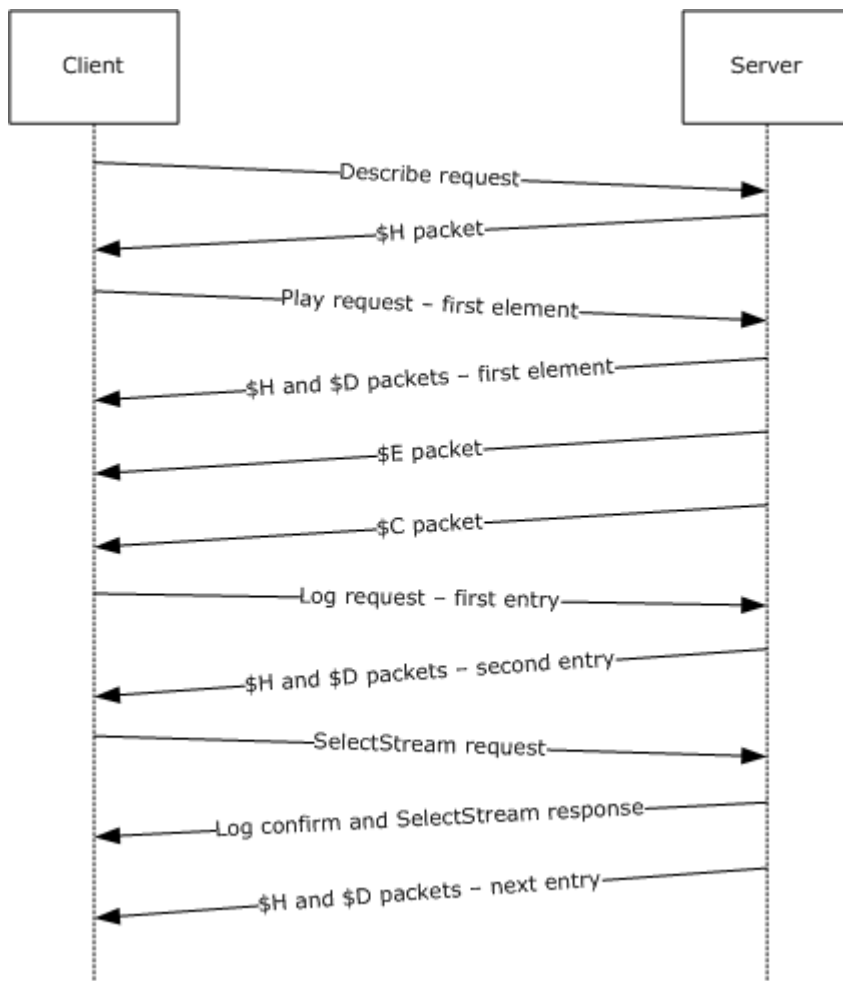 Client
Server
Describe request
$H packet
Play request – first element
$H and $D packets – first element
$E packet
$C packet
Log request – first entry
$H and $D packets – second entry
SelectStream request
Log confirm and SelectStream response
$H and $D packets – next entry